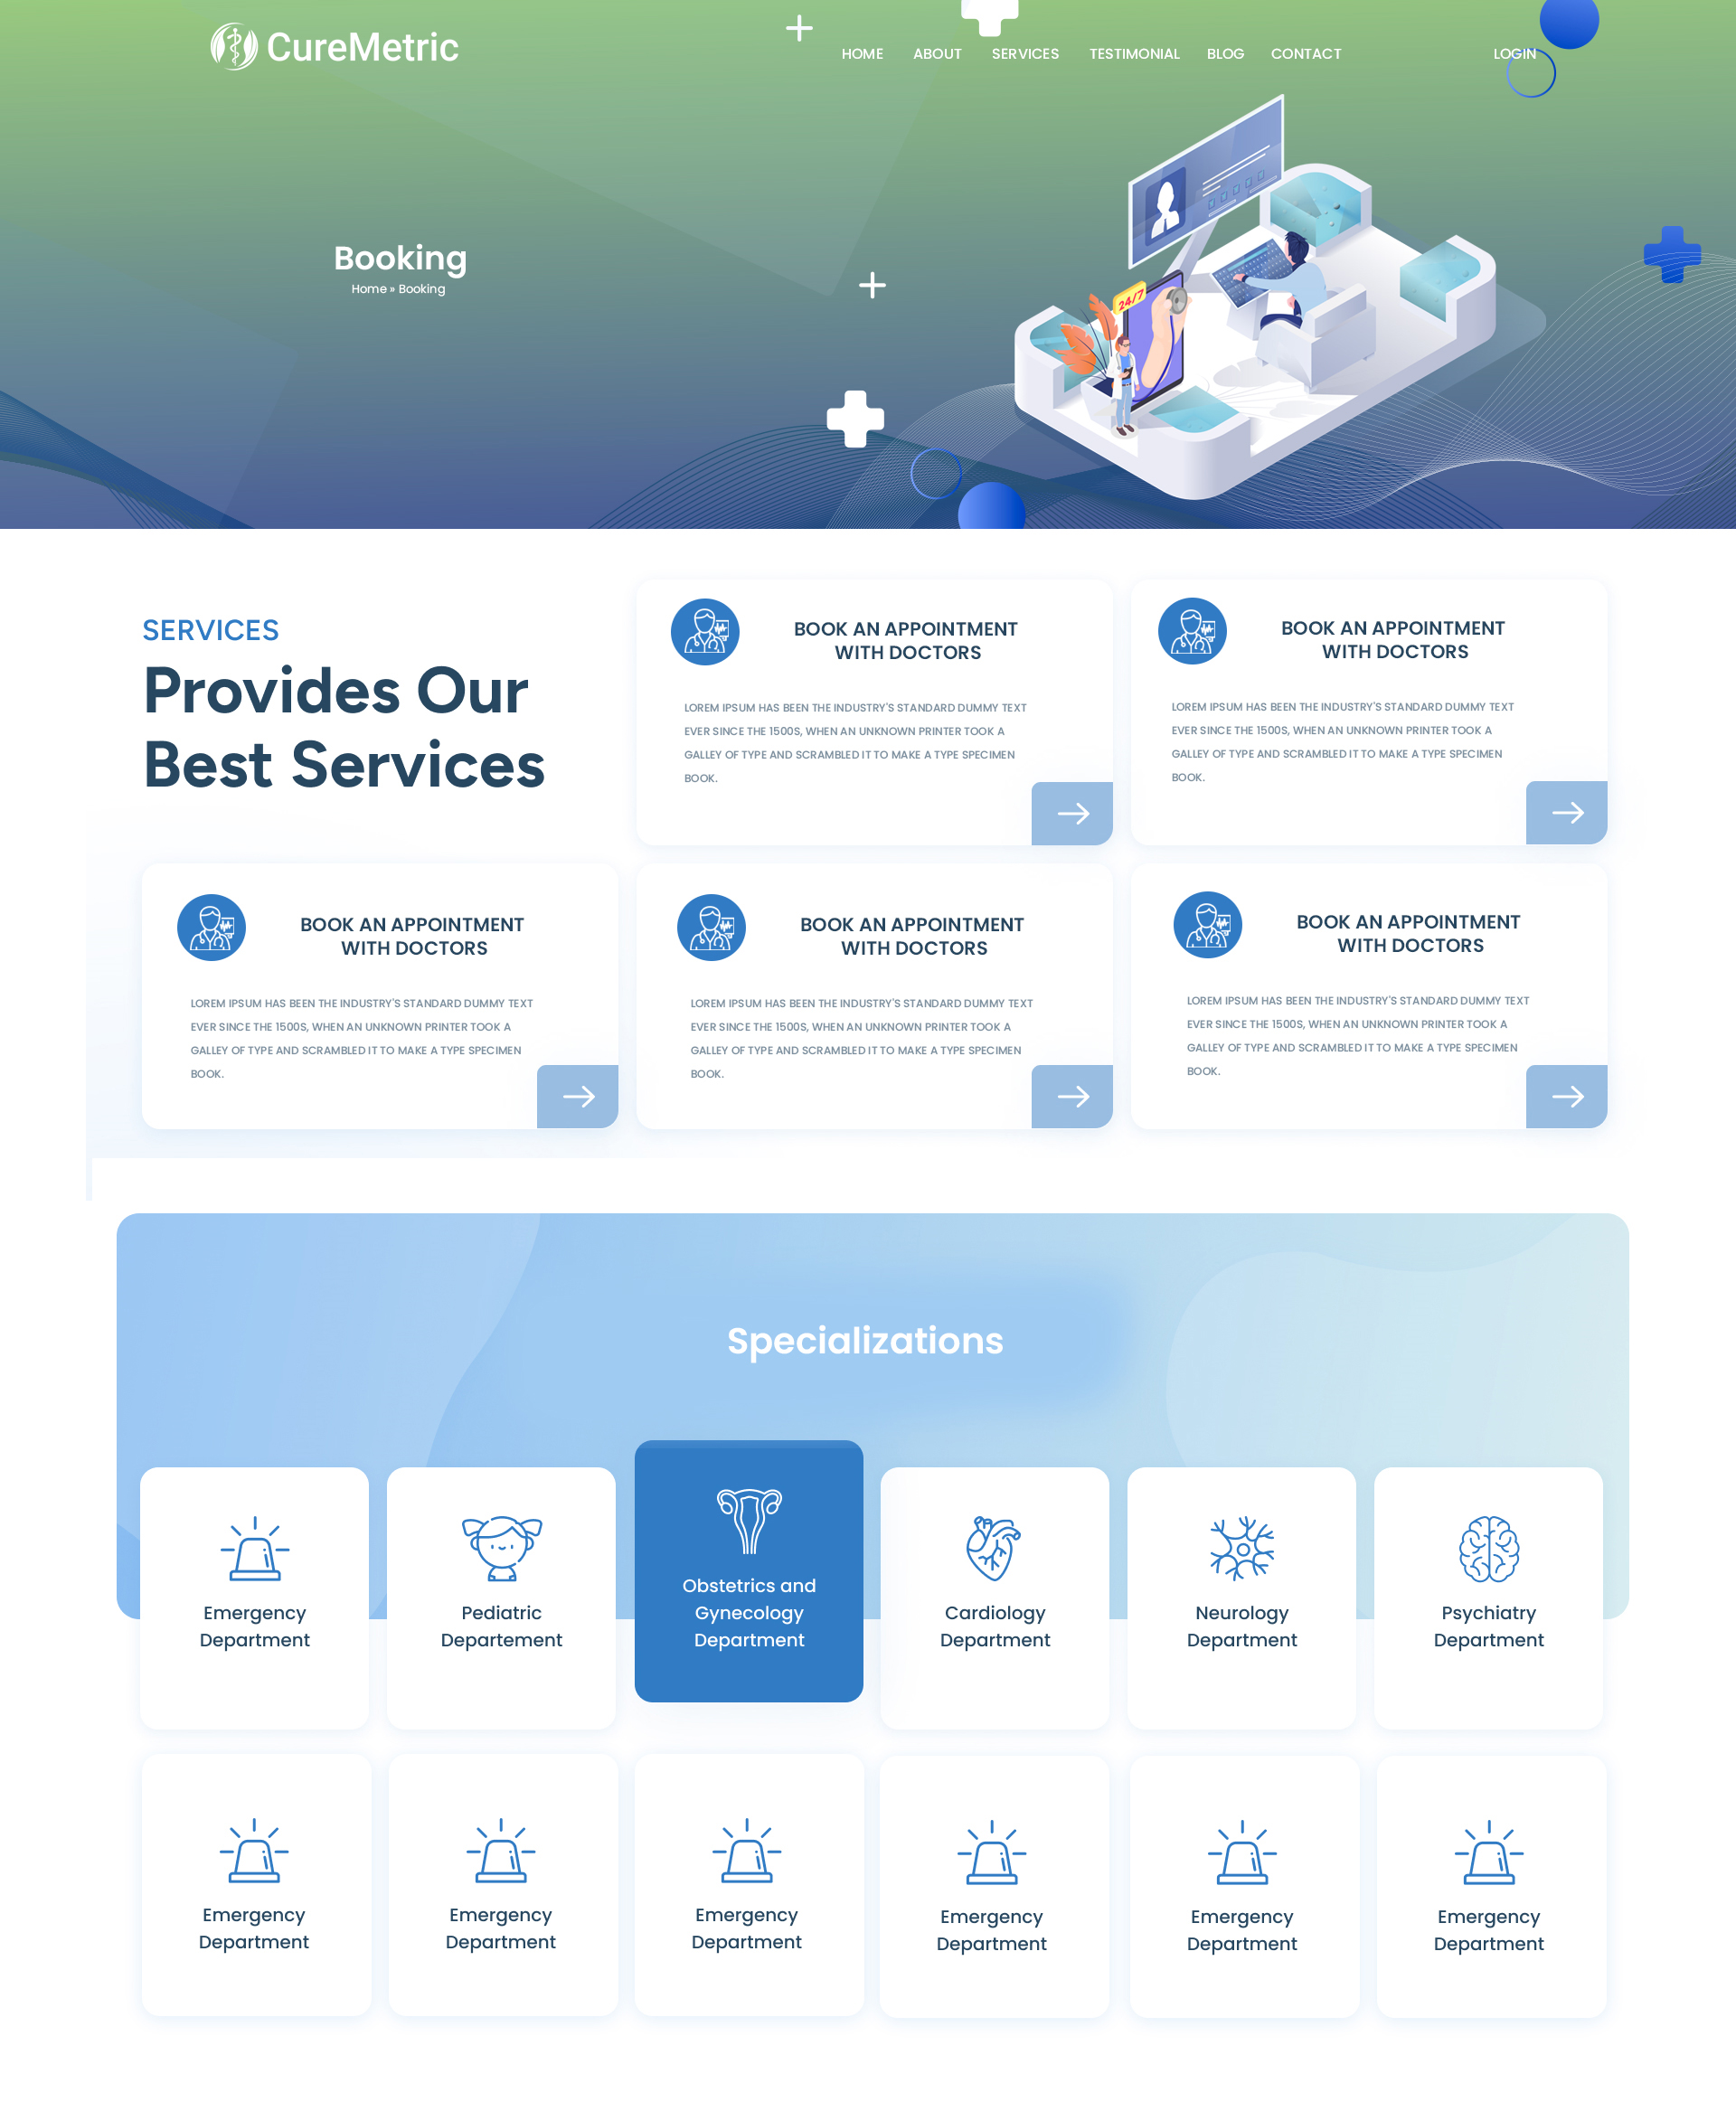 CureMetric
HOME ABOUT SERVICES TESTIMONIAL BLOG CONTACT LOGIN
Booking
Home » Booking
24/7
SERVICES
Provides Our
Best Services
BOOK AN APPOINTMENT
WITH DOCTORS
LOREM IPSUM HAS BEEN THE INDUSTRY'S STANDARD DUMMY TEXT
EVER SINCE THE 1500S, WHEN AN UNKNOWN PRINTER TOOK A
GALLEY OF TYPE AND SCRAMBLED IT TO MAKE A TYPE SPECIMEN
BOOK.
BOOK AN APPOINTMENT
WITH DOCTORS
LOREM IPSUM HAS BEEN THE INDUSTRY'S STANDARD DUMMY TEXT
EVER SINCE THE 1500S, WHEN AN UNKNOWN PRINTER TOOK A
GALLEY OF TYPE AND SCRAMBLED IT TO MAKE A TYPE SPECIMEN
BOOK.
BOOK AN APPOINTMENT
WITH DOCTORS
LOREM IPSUM HAS BEEN THE INDUSTRY'S STANDARD DUMMY TEXT
EVER SINCE THE 1500S, WHEN AN UNKNOWN PRINTER TOOK A
GALLEY OF TYPE AND SCRAMBLED IT TO MAKE A TYPE SPECIMEN
BOOK.
BOOK AN APPOINTMENT
WITH DOCTORS
LOREM IPSUM HAS BEEN THE INDUSTRY'S STANDARD DUMMY TEXT
EVER SINCE THE 1500S, WHEN AN UNKNOWN PRINTER TOOK A
GALLEY OF TYPE AND SCRAMBLED IT TO MAKE A TYPE SPECIMEN
BOOK.
BOOK AN APPOINTMENT
WITH DOCTORS
LOREM IPSUM HAS BEEN THE INDUSTRY'S STANDARD DUMMY TEXT
EVER SINCE THE 1500S, WHEN AN UNKNOWN PRINTER TOOK A
GALLEY OF TYPE AND SCRAMBLED IT TO MAKE A TYPE SPECIMEN
BOOK.
Specializations
Emergency
Department
Pediatric
Departement
Obstetrics and
Gynecology
Department
Cardiology
Department
Neurology
Department
Psychiatry
Department
Emergency
Department
Emergency
Department
Emergency
Department
Emergency
Department
Emergency
Department
Emergency
Department